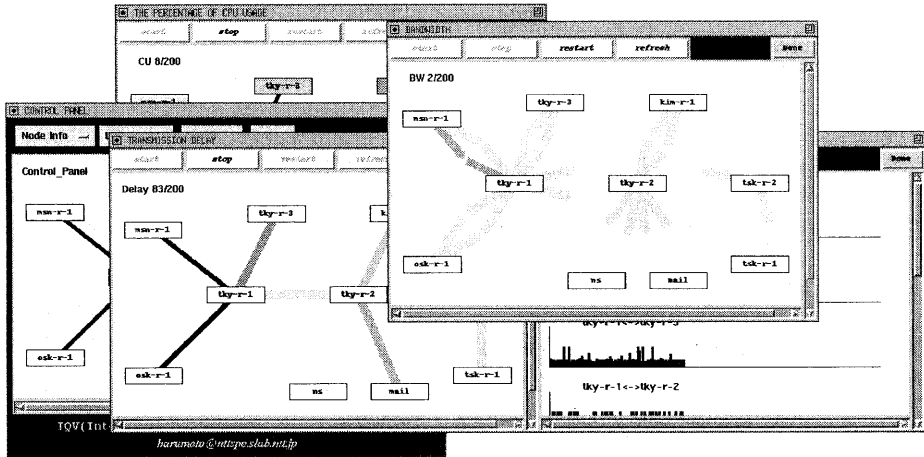 THE PERCENTAGE OF CPU USAGE
start stop restart
CU 8/200
tky-r-3
msn-r-1
BANDWIDTH
start stop restart refresh Done
BW 2/200
tky-r-3
kim-r-1
msn-r-1
tky-r-1
tky-r-2
tsk-r-2
osk-r-1
ns
mail
tsk-r-1
CONTROL PANEL
Node Info
Control_Panel
msn-r-1
osk-r-1
TRANSMISSION DELAY
start stop restart
Delay 83/200
tky-r-3
msn-r-1
tky-r-1
tky-r-2
osk-r-1
ns
mail
tsk-r-1
Done
tky-r-1<->tky-r-3
tky-r-1<->tky-r-2
harumoto@nttspe.slab.ntt.jp